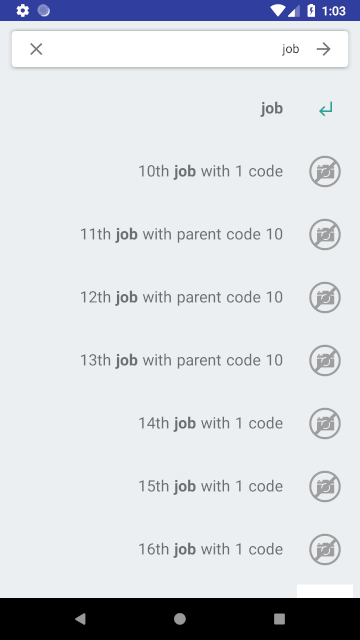 1:03
job
job
10th job with 1 code
11th job with parent code 10
12th job with parent code 10
13th job with parent code 10
14th job with 1 code
15th job with 1 code
16th job with 1 code